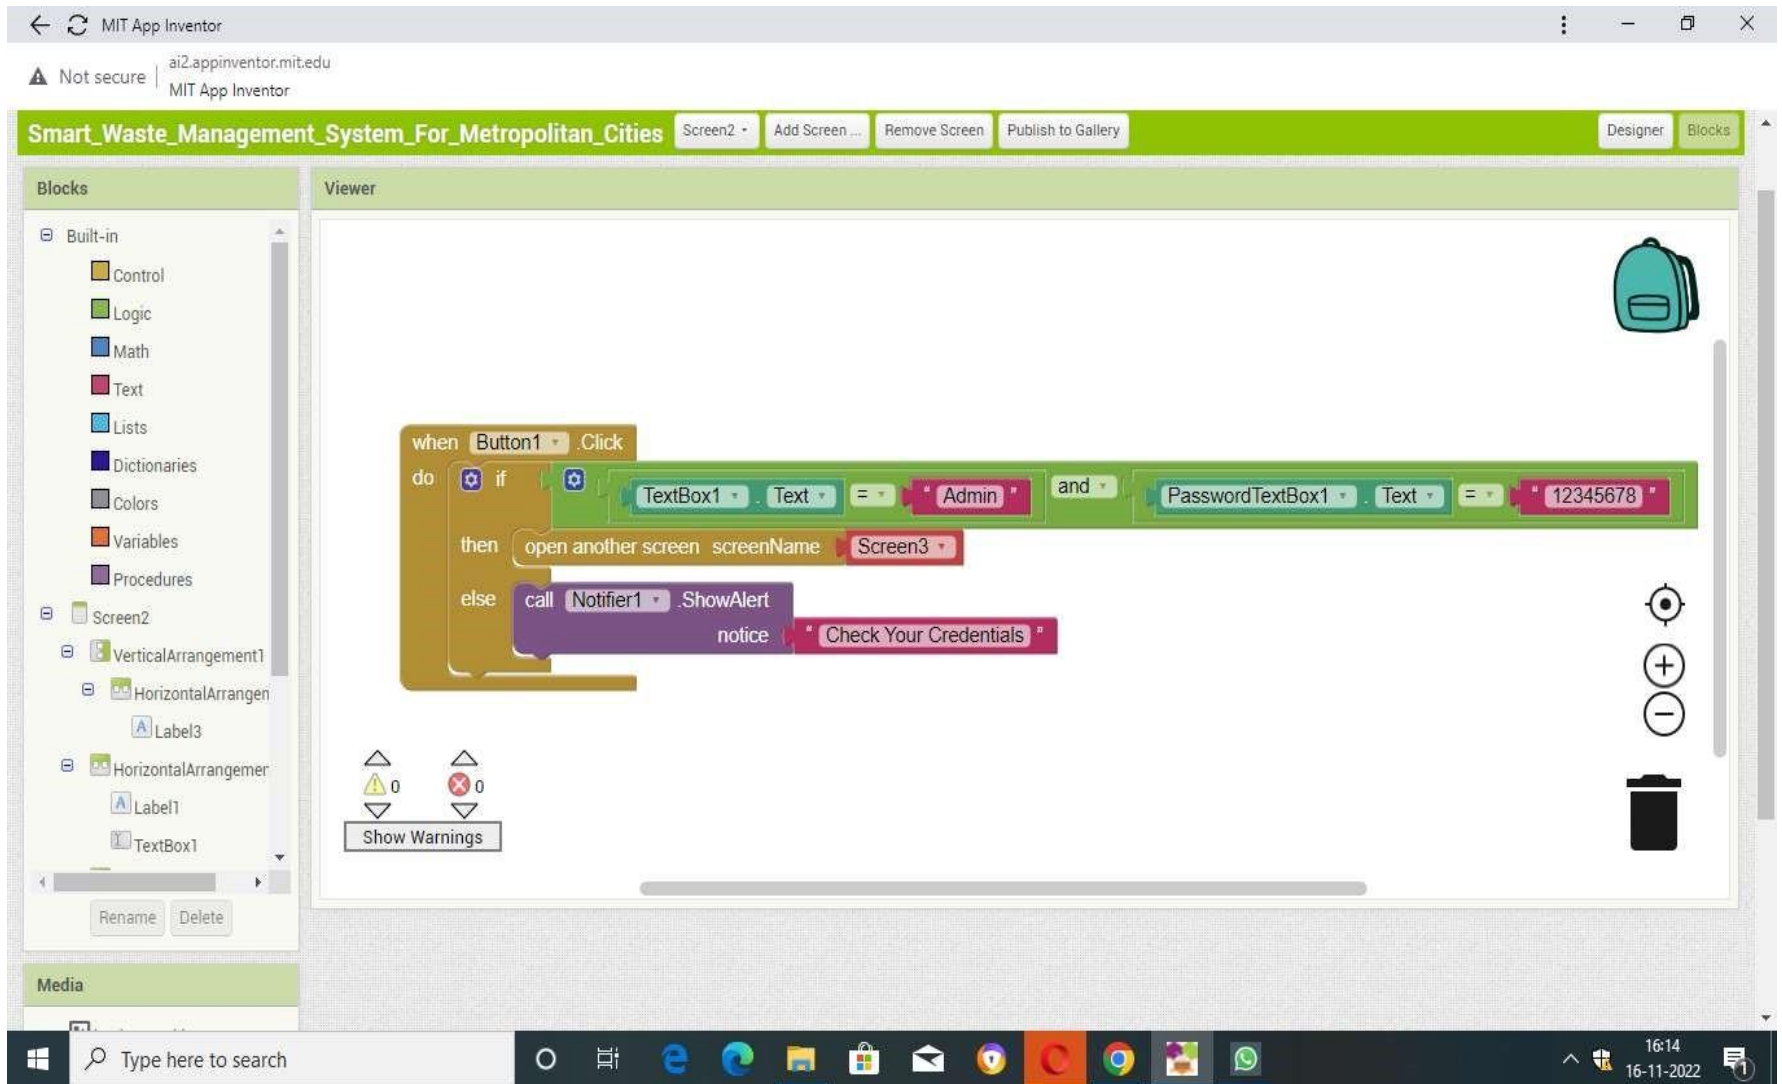 MIT App Inventor
Not secure
ai2.appinventor.mit.edu
MIT App Inventor
Smart_Waste_Management_System_For_Metropolitan_Cities Screen2 Add Screen ... Remove Screen Publish to Gallery Designer Blocks
Blocks
Viewer
Built-in
Control
Logic
Math
Text
Lists
Dictionaries
Colors
Variables
Procedures
Screen2
VerticalArrangement1
HorizontalArrangen
Label3
HorizontalArrangemer
Label1
TextBox1
Rename Delete
Media
when Button1 .Click
do if TextBox1 . Text = " Admin " and PasswordTextBox1 . Text = " 12345678 "
then open another screen screenName Screen3
else call Notifier1 .ShowAlert
notice " Check Your Credentials "
0 0
Show Warnings
Type here to search
16:14
16-11-2022
1